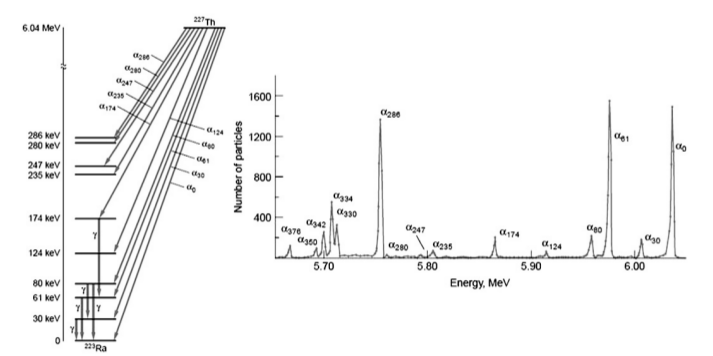 ²²⁷Th
6.04 MeV
α₂₈₆
α₂₈₀
α₂₄₇
α₂₃₅
α₁₇₄
α₁₂₄
α₈₀
α₆₁
α₃₀
α₀
286 keV
280 keV
247 keV
235 keV
174 keV
γ
124 keV
80 keV
γ
61 keV
γ
γ
30 keV
γ
0
²²³Ra
Number of particles
1600
1200
800
400
α₃₇₆
α₃₅₀
α₃₄₂
α₃₃₄
α₃₃₀
α₂₈₆
α₂₈₀
α₂₄₇
α₂₃₅
α₁₇₄
α₁₂₄
α₈₀
α₆₁
α₃₀
α₀
5.70
5.80
5.90
6.00
Energy, MeV